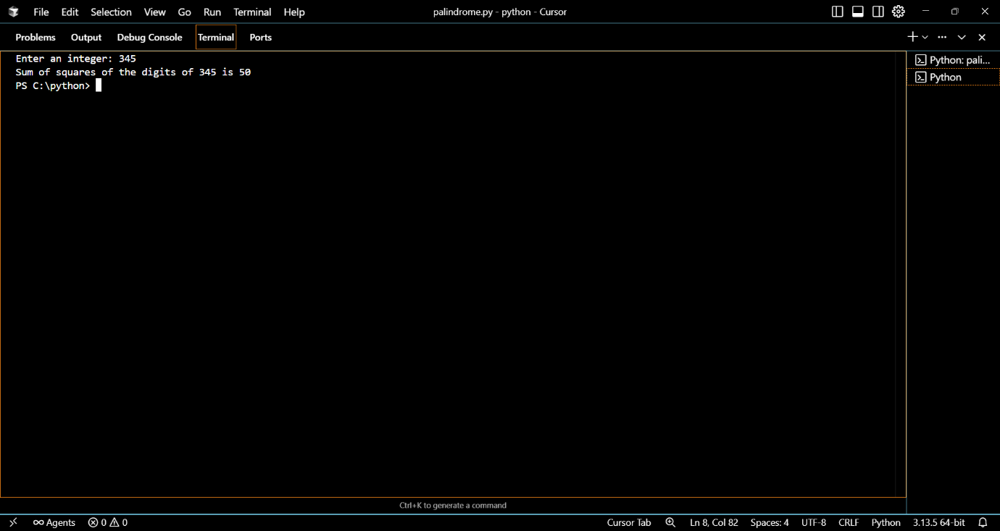 File Edit Selection View Go Run Terminal Help palindrome.py - python - Cursor
Problems Output Debug Console Terminal Ports
Enter an integer: 345
Sum of squares of the digits of 345 is 50
PS C:\python>
Python: pali...
Python
Ctrl+K to generate a command
Agents 0 0 Cursor Tab Ln 8, Col 82 Spaces: 4 UTF-8 CRLF Python 3.13.5 64-bit